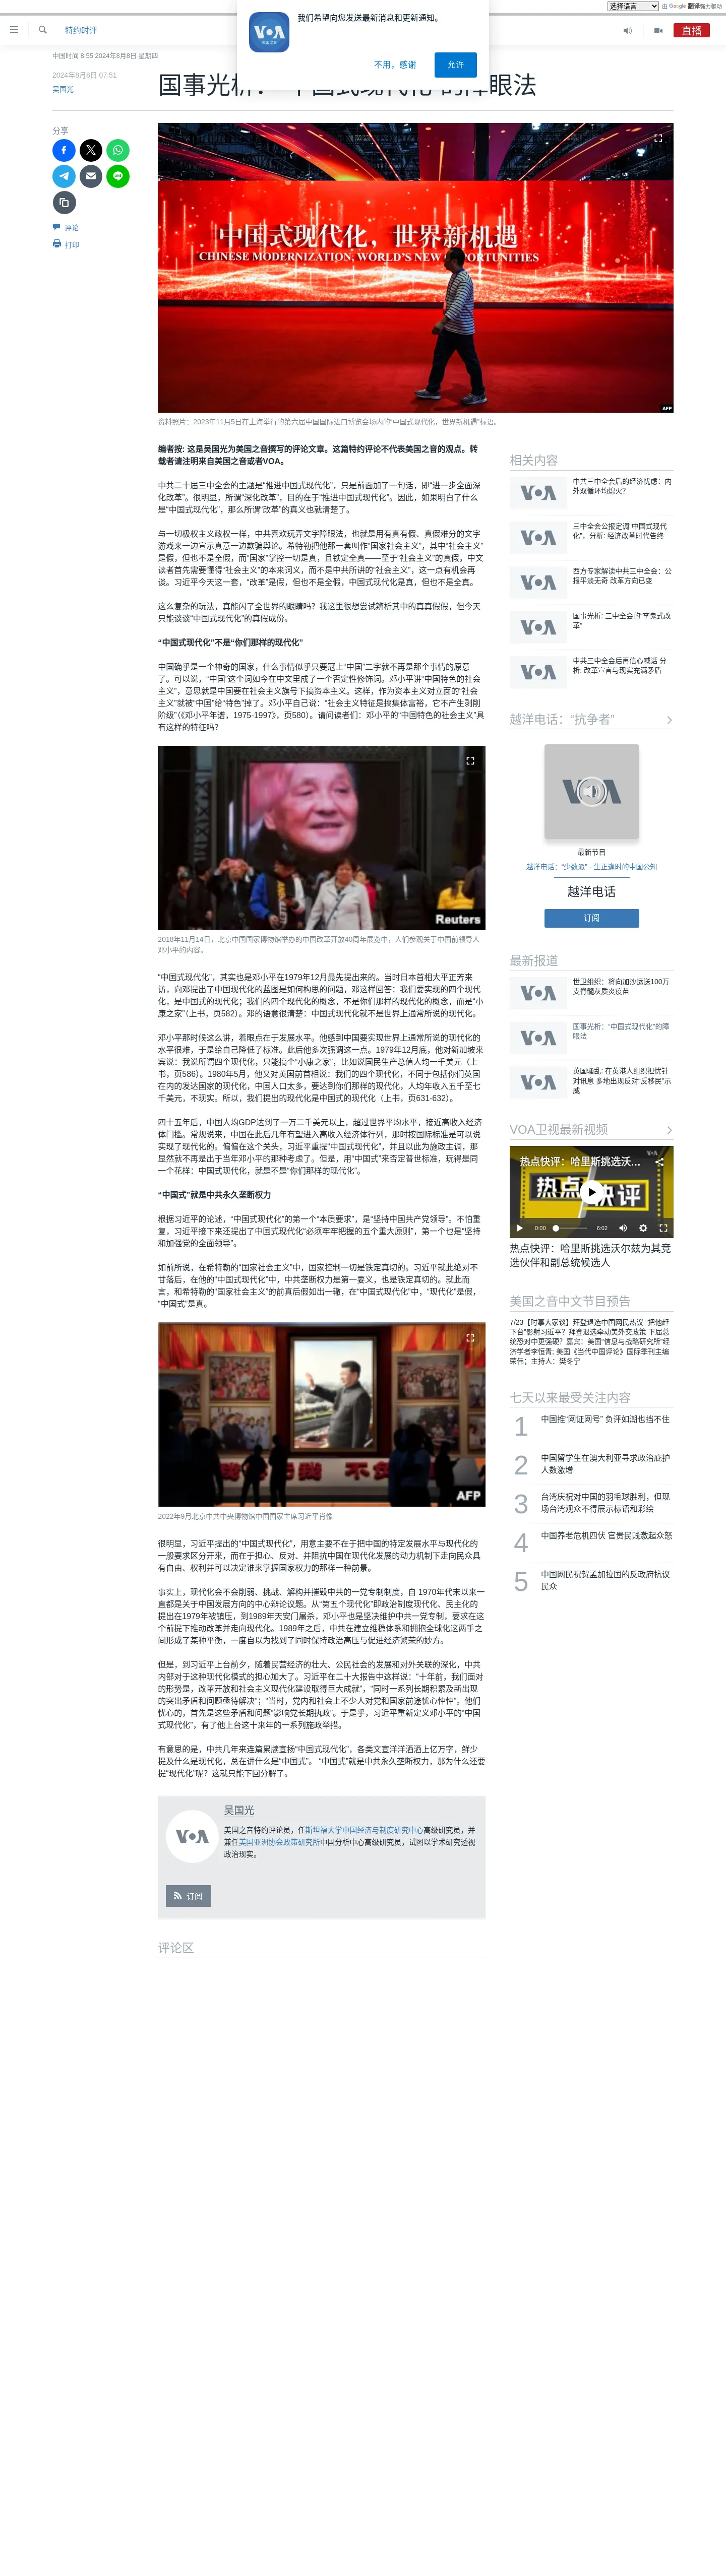 选择语言
由 Google 翻译强力驱动
我们希望向您发送最新消息和更新通知。
不用，感谢
允许
特约时评
直播
中国时间 8:55 2024年8月8日 星期四
国事光析：“中国式现代化”的障眼法
2024年8月8日 07:51
吴国光
分享
评论
打印
中国式现代化，世界新机遇
CHINESE MODERNIZATION, WORLD'S NEW OPPORTUNITIES
AFP
资料照片：2023年11月5日在上海举行的第六届中国国际进口博览会场内的“中国式现代化，世界新机遇”标语。
编者按: 这是吴国光为美国之音撰写的评论文章。这篇特约评论不代表美国之音的观点。转
载者请注明来自美国之音或者VOA。
中共二十届三中全会的主题是“推进中国式现代化”，只是前面加了一句话，即“进一步全面深
化改革”。很明显，所谓“深化改革”，目的在于“推进中国式现代化”。因此，如果明白了什么
是“中国式现代化”，那么所谓“改革”的真义也就清楚了。
与一切极权主义政权一样，中共喜欢玩弄文字障眼法，也就是用有真有假、真假难分的文字
游戏来一边宣示真意一边欺骗舆论。希特勒把他那一套叫作“国家社会主义”，其中“社会主义”
是假，但也不是全假，而“国家”掌控一切是真，且铁定全真——至于“社会主义”的真假，中文
读者首先需要懂得“社会主义”的本来词义，而不是中共所讲的“社会主义”，这一点有机会再
谈。习近平今天这一套，“改革”是假，但也不是全假，中国式现代化是真，但也不是全真。
这么复杂的玩法，真能闪了全世界的眼睛吗？我这里很想尝试辨析其中的真真假假，但今天
只能谈谈“中国式现代化”的真假成份。
“中国式现代化”不是“你们那样的现代化”
中国确乎是一个神奇的国家，什么事情似乎只要冠上“中国”二字就不再是那个事情的原意
了。可以说，“中国”这个词如今在中文里成了一个否定性修饰词。邓小平讲“中国特色的社会
主义”，意思就是中国要在社会主义旗号下搞资本主义。这样，作为资本主义对立面的“社会
主义”就被“中国”给“特色”掉了。邓小平自己说：“社会主义特征是搞集体富裕，它不产生剥削
阶级”（《邓小平年谱，1975-1997》，页580）。请问读者们：邓小平的“中国特色的社会主义”具
有这样的特征吗？
Reuters
2018年11月14日，北京中国国家博物馆举办的中国改革开放40周年展览中，人们参观关于中国前领导人
邓小平的内容。
“中国式现代化”，其实也是邓小平在1979年12月最先提出来的。当时日本首相大平正芳来
访，向邓提出了中国现代化的蓝图是如何构思的问题，邓这样回答：我们要实现的四个现代
化，是中国式的现代化；我们的四个现代化的概念，不是你们那样的现代化的概念，而是“小
康之家”（上书，页582）。邓的语意很清楚：中国式现代化就不是世界上通常所说的现代化。
邓小平那时候这么讲，着眼点在于发展水平。他感到中国要实现世界上通常所说的现代化的
水平很难，于是给自己降低了标准。此后他多次强调这一点。1979年12月底，他对新加坡来
宾说：我说所谓四个现代化，只能搞个“小康之家”，比如说国民生产总值人均一千美元（上
书，页586）。1980年5月，他又对英国前首相说：我们的四个现代化，不同于包括你们英国
在内的发达国家的现代化，中国人口太多，要达到你们那样的现代化，人均年收入五千至七
千美元，不现实。所以，我们提出的现代化是中国式的现代化（上书，页631-632）。
四十五年后，中国人均GDP达到了一万二千美元以上，超过世界平均水平，接近高收入经济
体门槛。常规说来，中国在此后几年有望进入高收入经济体行列，那时按国际标准是可以说
实现了现代化的。偏偏在这个关头，习近平重提“中国式现代化”，并且以此为施政主调，那
显然就不再是出于当年邓小平的那种考虑了。但是，用“中国式”来否定普世标准，玩得是同
一个花样：中国式现代化，就是不是“你们那样的现代化”。
“中国式”就是中共永久垄断权力
根据习近平的论述，“中国式现代化”的“第一个”本质要求”，是“坚持中国共产党领导”。不怕重
复，习近平接下来还提出了中国式现代化“必须牢牢把握的五个重大原则”，第一个也是“坚持
和加强党的全面领导”。
如前所说，在希特勒的“国家社会主义”中，国家控制一切是铁定真切的。习近平就此绝对不
甘落后，在他的“中国式现代化”中，中共垄断权力是第一要义，也是铁定真切的。就此而
言，和希特勒的“国家社会主义”的前真后假如出一辙，在“中国式现代化”中，“现代化”是假，
“中国式”是真。
AFP
2022年9月北京中共中央博物馆中国国家主席习近平肖像
很明显，习近平提出的“中国式现代化”，用意主要不在于把中国的特定发展水平与现代化的
一般要求区分开来，而在于担心、反对、并阻抗中国在现代化发展的动力机制下走向民众具
有自由、权利并可以决定谁来掌握国家权力的那样一种前景。
事实上，现代化会不会削弱、挑战、解构并摧毁中共的一党专制制度，自 1970年代末以来一
直都是关于中国发展方向的中心辩论议题。从“第五个现代化”即政治制度现代化、民主化的
提出在1979年被镇压，到1989年天安门屠杀，邓小平也是坚决维护中共一党专制，要求在这
个前提下推动改革并走向现代化。1989年之后，中共在建立维稳体系和拥抱全球化这两手之
间形成了某种平衡，一度自以为找到了同时保持政治高压与促进经济繁荣的妙方。
但是，到习近平上台前夕，随着民营经济的壮大、公民社会的发展和对外关联的深化，中共
内部对于这种现代化模式的担心加大了。习近平在二十大报告中这样说：“十年前，我们面对
的形势是，改革开放和社会主义现代化建设取得巨大成就”，“同时一系列长期积累及新出现
的突出矛盾和问题亟待解决”；“当时，党内和社会上不少人对党和国家前途忧心忡忡”。他们
忧心的，首先是这些矛盾和问题“影响党长期执政”。于是乎，习近平重新定义邓小平的“中国
式现代化”，有了他上台这十来年的一系列施政举措。
有意思的是，中共几年来连篇累牍宣扬“中国式现代化”，各类文宣洋洋洒洒上亿万字，鲜少
提及什么是现代化，总在讲什么是“中国式”。 “中国式”就是中共永久垄断权力，那为什么还要
提“现代化”呢？这就只能下回分解了。
吴国光
美国之音特约评论员，任斯坦福大学中国经济与制度研究中心高级研究员，并
兼任美国亚洲协会政策研究所中国分析中心高级研究员，试图以学术研究透视
政治现实。
订阅
评论区
相关内容
中共三中全会后的经济忧虑：内
外双循环均熄火？
三中全会公报定调“中国式现代
化”，分析: 经济改革时代告终
西方专家解读中共三中全会：公
报平淡无奇 改革方向已变
国事光析: 三中全会的“李鬼式改
革”
中共三中全会后再信心喊话 分
析: 改革宣言与现实充满矛盾
越洋电话：“抗争者”
最新节目
越洋电话：“少数派” - 生正逢时的中国公知
越洋电话
订阅
最新报道
世卫组织：将向加沙运送100万
支脊髓灰质炎疫苗
国事光析：“中国式现代化”的障
眼法
英国骚乱: 在英港人组织担忧针
对讯息 多地出现反对“反移民”示
威
VOA卫视最新视频
热点快评：哈里斯挑选沃...
0:00
6:02
热点快评：哈里斯挑选沃尔兹为其竞
选伙伴和副总统候选人
美国之音中文节目预告
7/23【时事大家谈】拜登退选中国网民热议 “把他赶
下台”影射习近平？拜登退选牵动美外交政策 下届总
统恐对中更强硬？嘉宾：美国“信息与战略研究所”经
济学者李恒青; 美国《当代中国评论》国际季刊主编
荣伟；主持人：樊冬宁
七天以来最受关注内容
1
中国推“网证网号” 负评如潮也挡不住
2
中国留学生在澳大利亚寻求政治庇护
人数激增
3
台湾庆祝对中国的羽毛球胜利，但现
场台湾观众不得展示标语和彩绘
4
中国养老危机四伏 官贵民贱激起众怒
5
中国网民祝贺孟加拉国的反政府抗议
民众